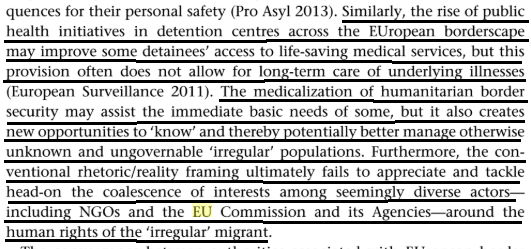 quences for their personal safety (Pro Asyl 2013). Similarly, the rise of public
health initiatives in detention centres across the EUropean borderscape
may improve some detainees' access to life-saving medical services, but this
provision often does not allow for long-term care of underlying illnesses
(European Surveillance 2011). The medicalization of humanitarian border
security may assist the immediate basic needs of some, but it also creates
new opportunities to 'know' and thereby potentially better manage otherwise
unknown and ungovernable 'irregular' populations. Furthermore, the con-
ventional rhetoric/reality framing ultimately fails to appreciate and tackle
head-on the coalescence of interests among seemingly diverse actors—
including NGOs and the EU Commission and its Agencies—around the
human rights of the 'irregular' migrant.